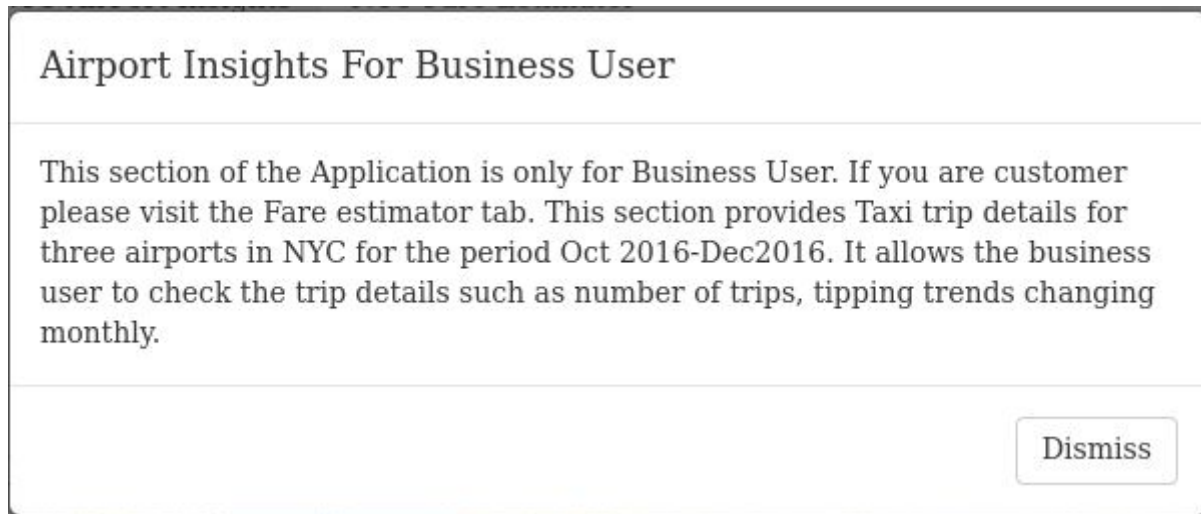 Airport Insights For Business User
This section of the Application is only for Business User. If you are customer
please visit the Fare estimator tab. This section provides Taxi trip details for
three airports in NYC for the period Oct 2016-Dec2016. It allows the business
user to check the trip details such as number of trips, tipping trends changing
monthly.
Dismiss